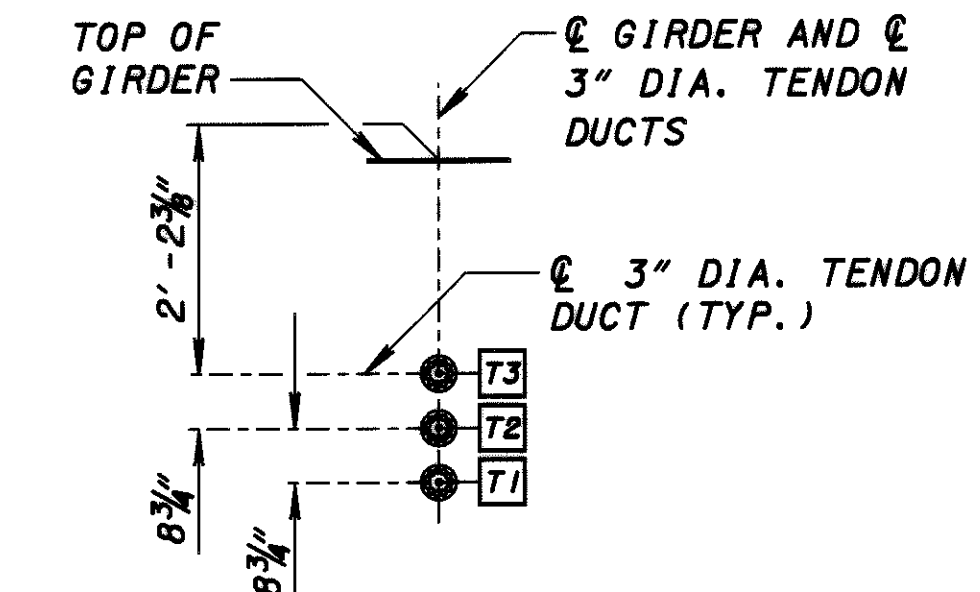 TOP OF
GIRDER
℄ GIRDER AND ℄
3" DIA. TENDON
DUCTS
2'-2⅜"
℄ 3" DIA. TENDON
DUCT (TYP.)
T3
T2
T1
8¾"
8¾"